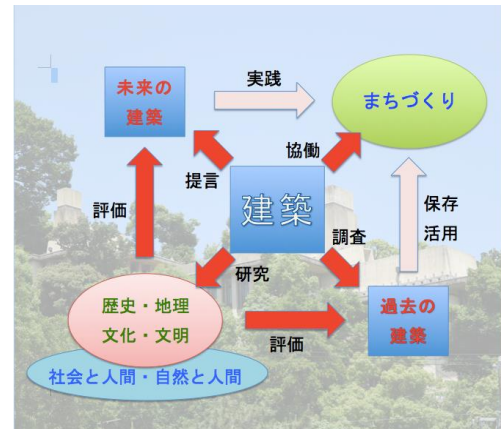 未来の
建築
実践
まちづくり
協働
提言
評価
建築
保存
活用
調査
研究
歴史・地理
文化・文明
評価
過去の
建築
社会と人間・自然と人間